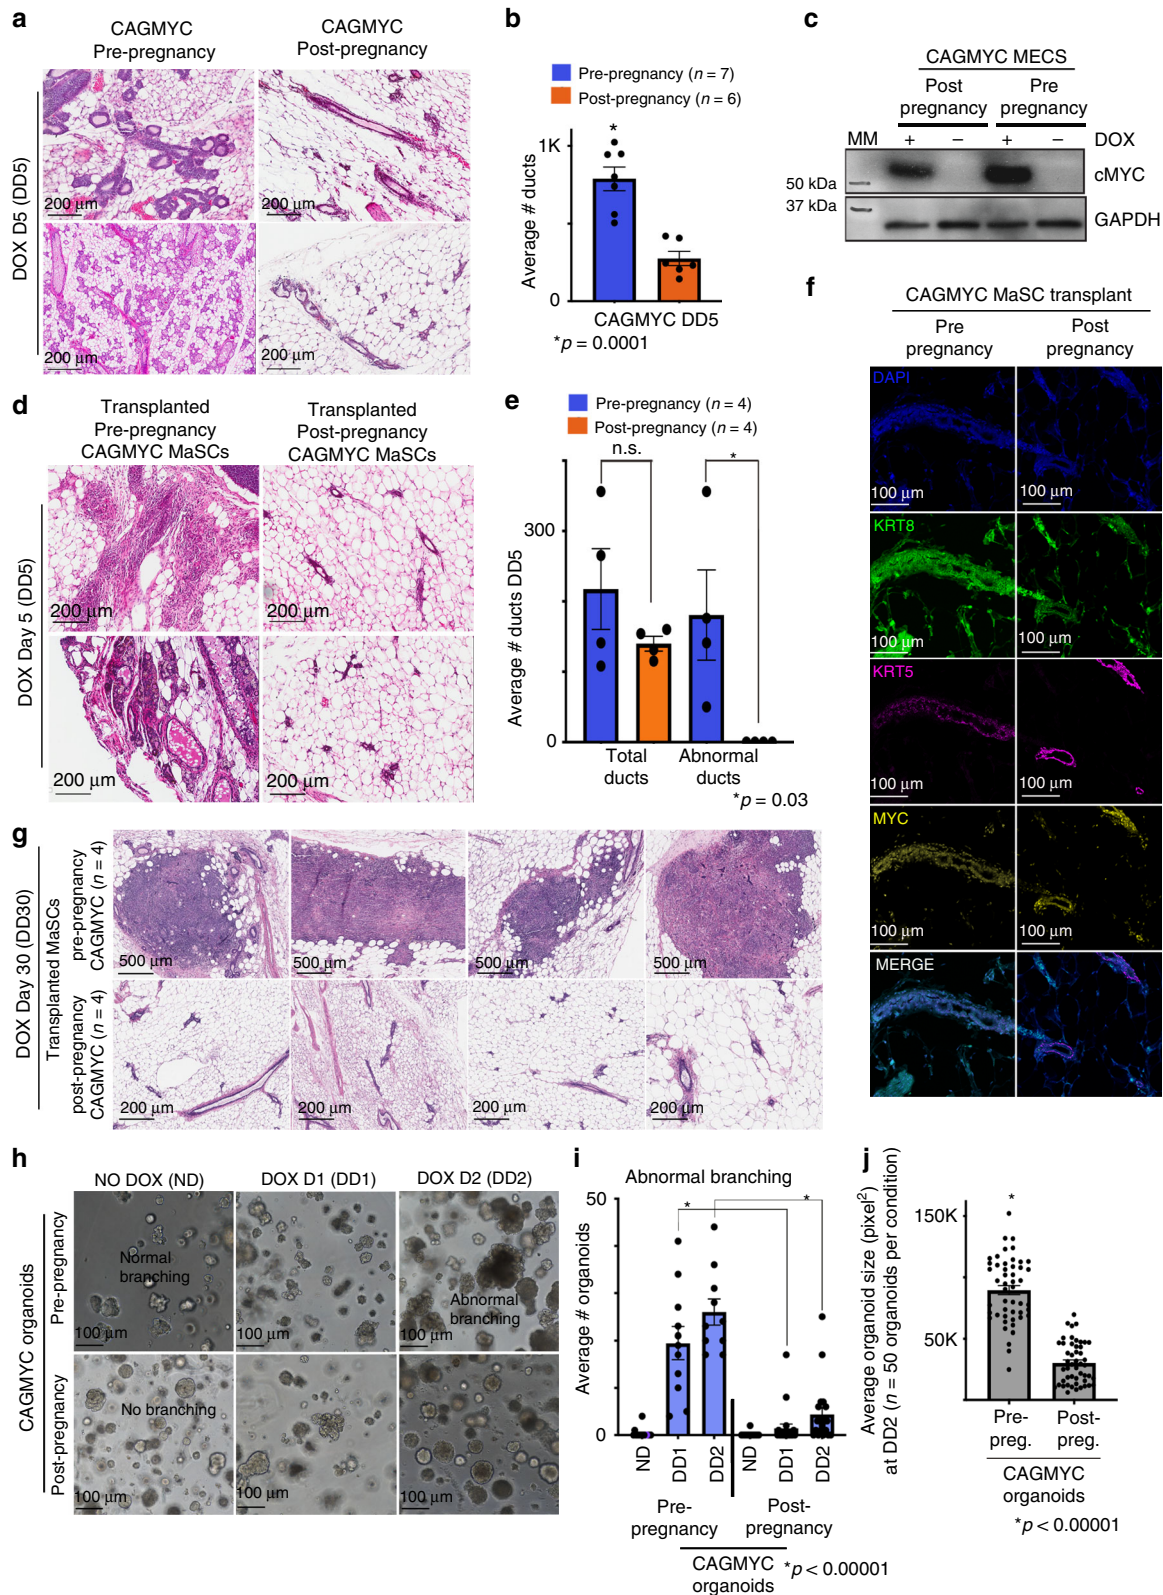 a
CAGMYC
Pre-pregnancy
CAGMYC
Post-pregnancy
DOX D5 (DD5)
200 μm
200 μm
200 μm
200 μm
b
Pre-pregnancy (n = 7)
Post-pregnancy (n = 6)
Average # ducts
1K
0
*
CAGMYC DD5
*p = 0.0001
c
CAGMYC MECS
Post
pregnancy
Pre
pregnancy
MM + − + − DOX
50 kDa
37 kDa
cMYC
GAPDH
d
Transplanted
Pre-pregnancy
CAGMYC MaSCs
Transplanted
Post-pregnancy
CAGMYC MaSCs
DOX Day 5 (DD5)
200 μm
200 μm
200 μm
200 μm
e
Pre-pregnancy (n = 4)
Post-pregnancy (n = 4)
n.s.
*
Average # ducts DD5
300
0
Total
ducts
Abnormal
ducts
*p = 0.03
f
CAGMYC MaSC transplant
Pre
pregnancy
Post
pregnancy
DAPI
100 μm
100 μm
KRT8
100 μm
100 μm
KRT5
100 μm
100 μm
MYC
100 μm
100 μm
MERGE
g
DOX Day 30 (DD30)
Transplanted MaSCs
pre-pregnancy
CAGMYC (n = 4)
500 μm
500 μm
500 μm
500 μm
post-pregnancy
CAGMYC (n = 4)
200 μm
200 μm
200 μm
200 μm
h
NO DOX (ND)
DOX D1 (DD1)
DOX D2 (DD2)
CAGMYC organoids
Pre-pregnancy
Normal
branching
Abnormal
branching
100 μm
100 μm
100 μm
Post-pregnancy
No branching
100 μm
100 μm
100 μm
i
Abnormal branching
50
0
Average # organoids
*
*
ND
DD1
DD2
ND
DD1
DD2
Pre-
pregnancy
Post-
pregnancy
CAGMYC
organoids
*p < 0.00001
j
Average organoid size (pixel2)
at DD2 (n = 50 organoids per condition)
*
150K
50K
Pre-
preg.
Post-
preg.
CAGMYC
organoids
*p < 0.00001